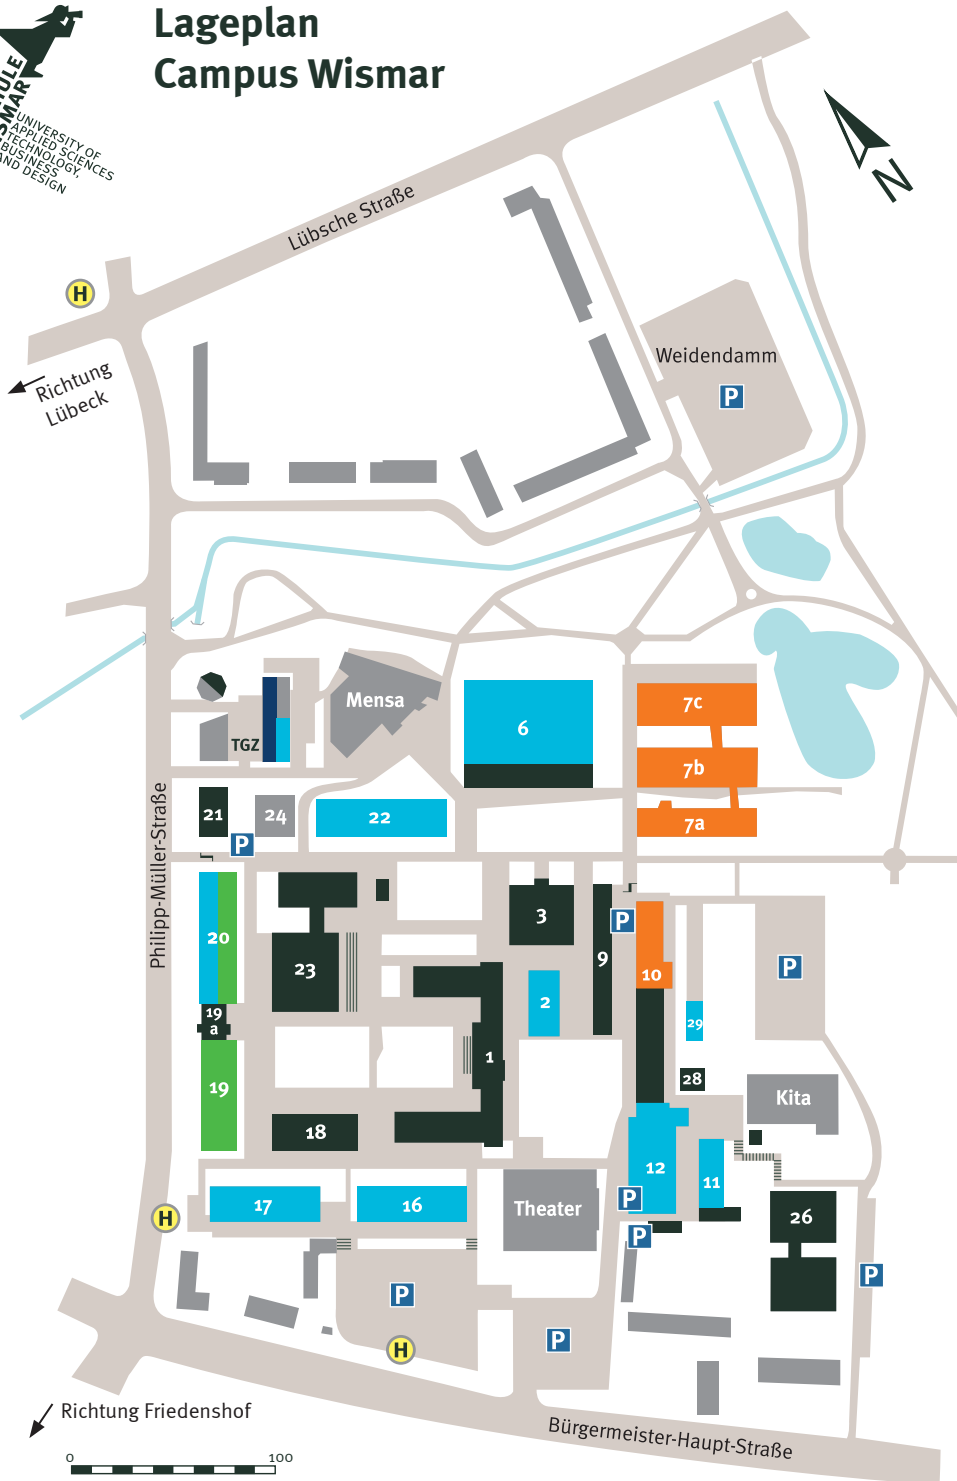 Lageplan
Campus Wismar
UNIVERSITY OF
APPLIED SCIENCES
TECHNOLOGY,
BUSINESS
AND DESIGN
N
Lübsche Straße
H
Richtung
Lübeck
Weidendamm
P
Mensa
TGZ
6
7c
7b
7a
21
24
22
P
Philipp-Müller-Straße
20
23
3
9
P
10
P
2
29
19
a
1
28
Kita
19
18
12
11
17
16
Theater
P
26
H
P
P
P
P
H
Richtung Friedenshof
Bürgermeister-Haupt-Straße
0 100